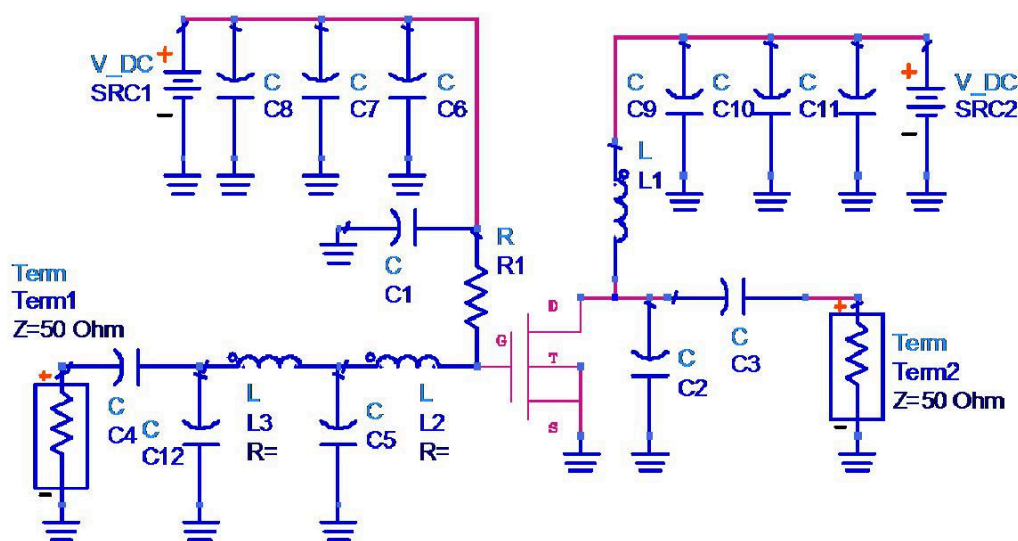 +
V_DC
SRC1
-
C
C8
C
C7
C
C6
C
C9
C
C10
C
C11
+
V_DC
SRC2
-
L
L1
C
C1
R
R1
Term
Term1
Z=50 Ohm
+
-
C
C4
C
C12
L
L3
R=
C
C5
L
L2
R=
G
D
T
S
C
C2
C
C3
+
Term
Term2
Z=50 Ohm
-